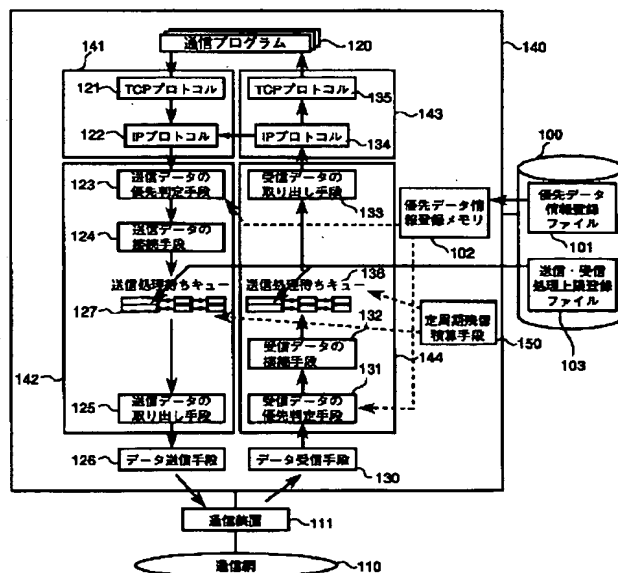 通信プログラム
120
140
141
121
TCPプロトコル
TCPプロトコル
135
122
IPプロトコル
IPプロトコル
134
143
100
123
送信データの
優先判定手段
受信データの
取り出し手段
133
優先データ情
報登録メモリ
102
優先データ
情報登録
ファイル
101
124
送信データの
接続手段
送信処理待ちキュー
送信処理待ちキュー
136
127
132
定周期残留
積算手段
150
送信・受信
処理上限登録
ファイル
103
受信データの
接続手段
144
142
131
125
送信データの
取り出し手段
受信データの
優先判定手段
126
データ送信手段
データ受信手段
130
通信装置
111
通信網
110